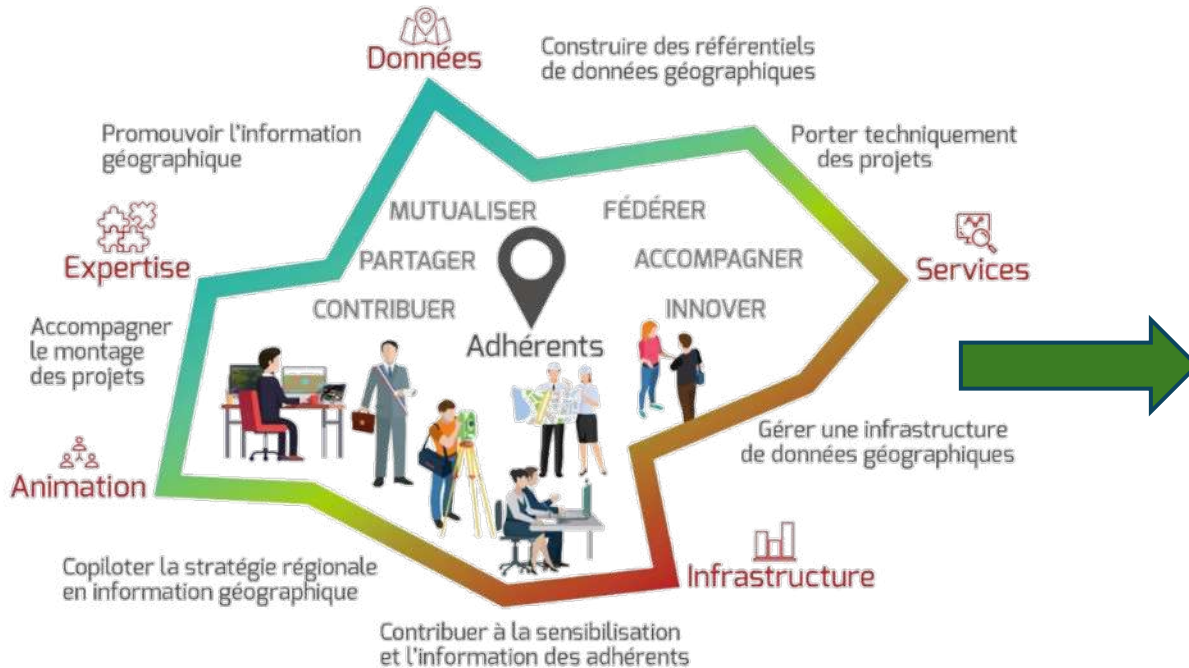 Données
Construire des référentiels
de données géographiques
Promouvoir l'information
géographique
Porter techniquement
des projets
MUTUALISER
FÉDÉRER
Expertise
PARTAGER
ACCOMPAGNER
Services
CONTRIBUER
INNOVER
Accompagner
le montage
des projets
Adhérents
Gérer une infrastructure
de données géographiques
Animation
Copiloter la stratégie régionale
en information géographique
Infrastructure
Contribuer à la sensibilisation
et l'information des adhérents